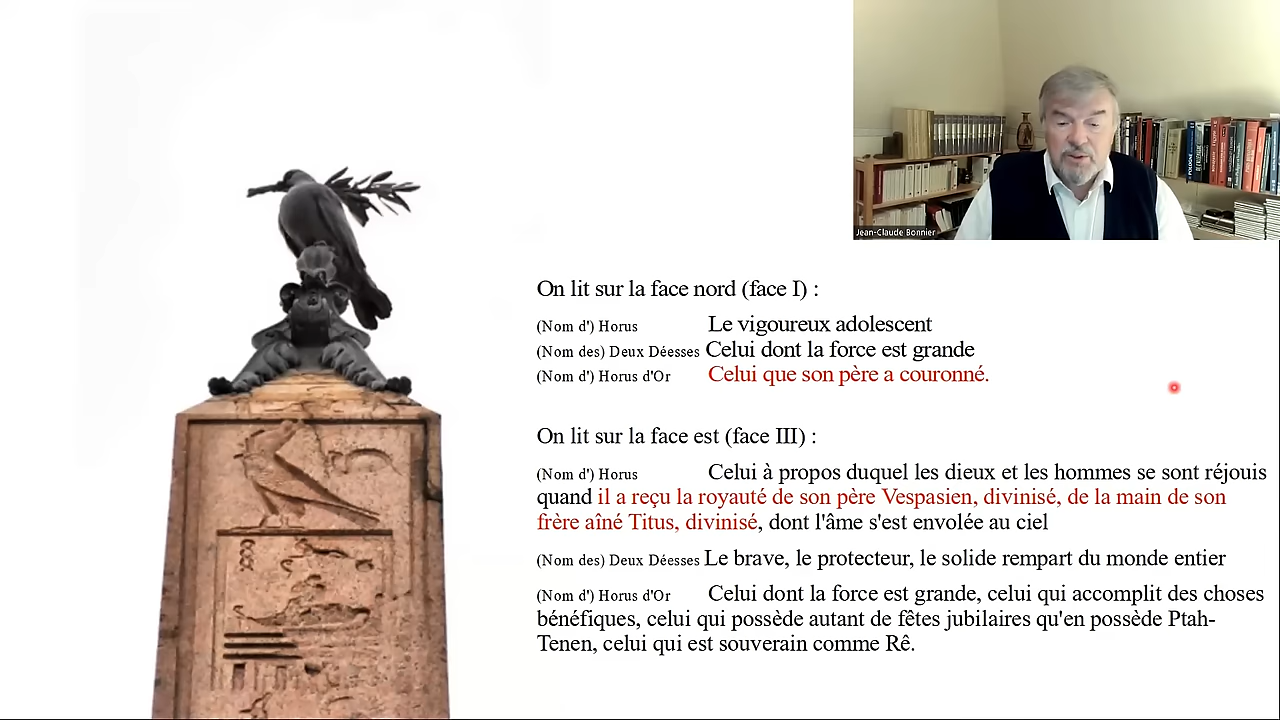 Jean-Claude Bonnier
On lit sur la face nord (face I) :
(Nom d') Horus Le vigoureux adolescent
(Nom des) Deux Déesses Celui dont la force est grande
(Nom d') Horus d'Or Celui que son père a couronné.
On lit sur la face est (face III) :
(Nom d') Horus Celui à propos duquel les dieux et les hommes se sont réjouis
quand il a reçu la royauté de son père Vespasien, divinisé, de la main de son
frère aîné Titus, divinisé, dont l'âme s'est envolée au ciel
(Nom des) Deux Déesses Le brave, le protecteur, le solide rempart du monde entier
(Nom d') Horus d'Or Celui dont la force est grande, celui qui accomplit des choses
bénéfiques, celui qui possède autant de fêtes jubilaires qu'en possède Ptah-
Tenen, celui qui est souverain comme Rê.